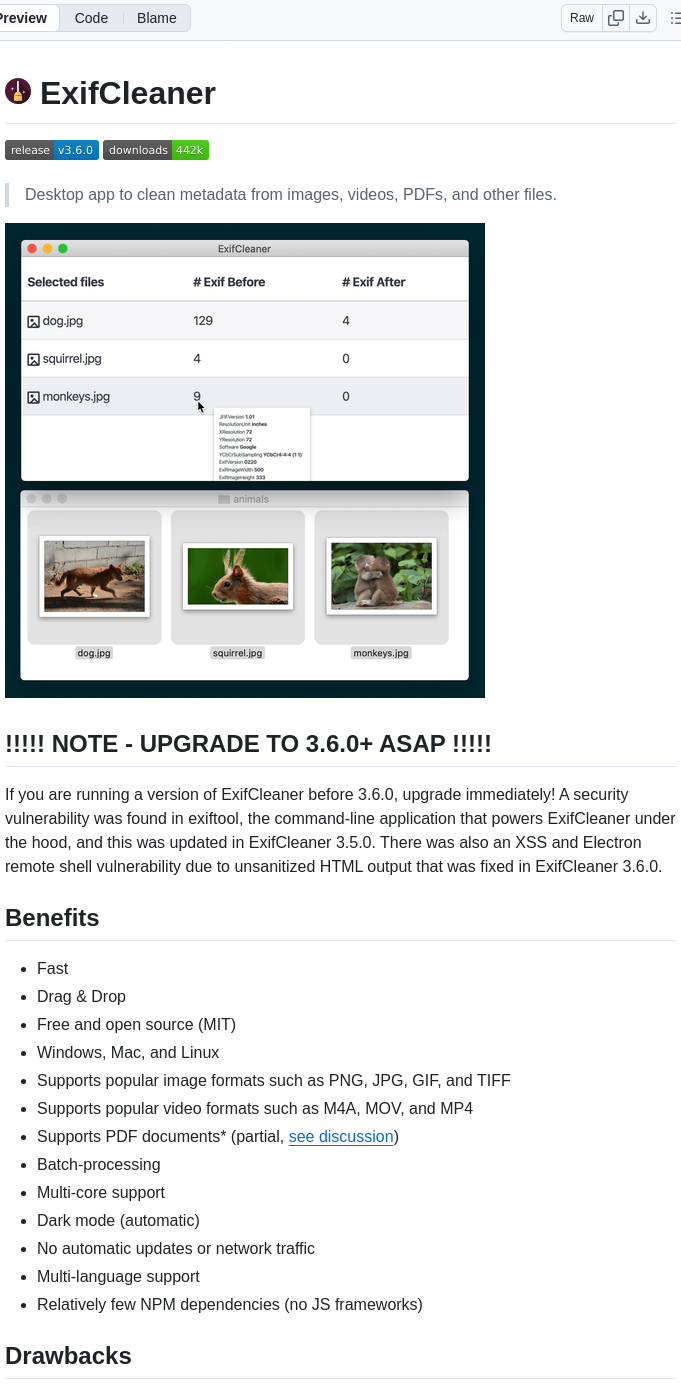 Preview Code Blame Raw
ExifCleaner
release v3.6.0 downloads 442k
Desktop app to clean metadata from images, videos, PDFs, and other files.
ExifCleaner
Selected files # Exif Before # Exif After
dog.jpg 129 4
squirrel.jpg 4 0
monkeys.jpg 9 0
JFIFVersion 1.01
ResolutionUnit inches
XResolution 72
YResolution 72
Software Google
YCbCrSubSampling YCbCr4:4:4 (1 1)
ExifVersion 0220
ExifImageWidth 500
ExifImageHeight 333
animals
dog.jpg squirrel.jpg monkeys.jpg
!!!!! NOTE - UPGRADE TO 3.6.0+ ASAP !!!!!
If you are running a version of ExifCleaner before 3.6.0, upgrade immediately! A security
vulnerability was found in exiftool, the command-line application that powers ExifCleaner under
the hood, and this was updated in ExifCleaner 3.5.0. There was also an XSS and Electron
remote shell vulnerability due to unsanitized HTML output that was fixed in ExifCleaner 3.6.0.
Benefits
• Fast
• Drag & Drop
• Free and open source (MIT)
• Windows, Mac, and Linux
• Supports popular image formats such as PNG, JPG, GIF, and TIFF
• Supports popular video formats such as M4A, MOV, and MP4
• Supports PDF documents* (partial, see discussion)
• Batch-processing
• Multi-core support
• Dark mode (automatic)
• No automatic updates or network traffic
• Multi-language support
• Relatively few NPM dependencies (no JS frameworks)
Drawbacks